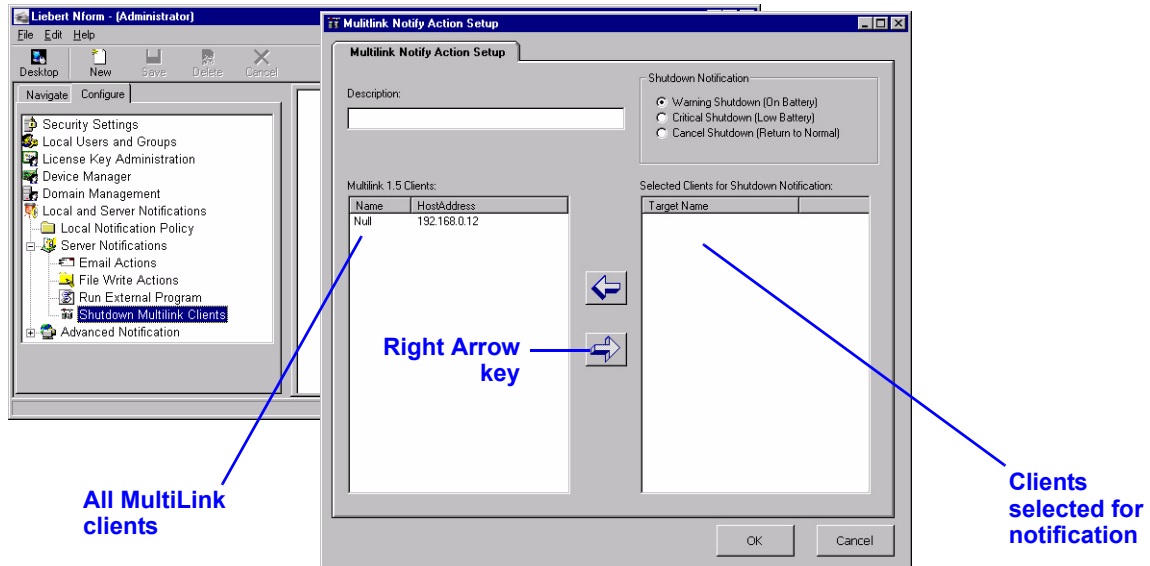 Liebert Nform - (Administrator)
File Edit Help
Desktop New Save Delete Cancel
Navigate Configure
Security Settings
Local Users and Groups
License Key Administration
Device Manager
Domain Management
Local and Server Notifications
Local Notification Policy
Server Notifications
Email Actions
File Write Actions
Run External Program
Shutdown Multilink Clients
Advanced Notification
Mulitlink Notify Action Setup
Multilink Notify Action Setup
Description:
Shutdown Notification
Warning Shutdown (On Battery)
Critical Shutdown (Low Battery)
Cancel Shutdown (Return to Normal)
Multilink 1.5 Clients:
Name HostAddress
Null 192.168.0.12
Selected Clients for Shutdown Notification:
Target Name
Right Arrow
key
All MultiLink
clients
Clients
selected for
notification
OK Cancel